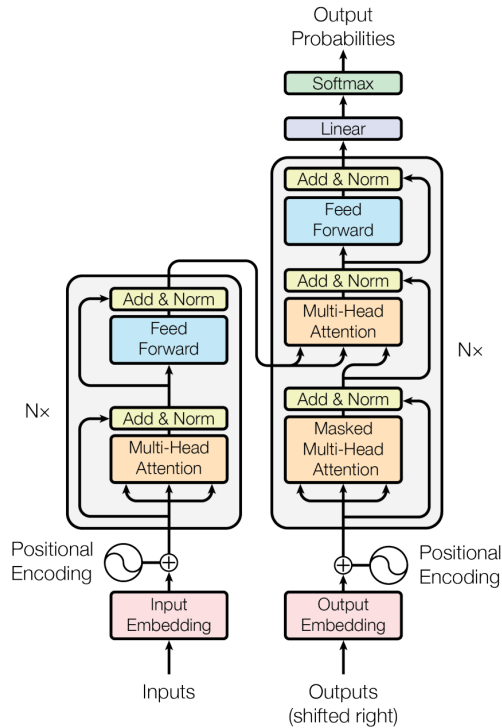 Output
Probabilities
Softmax
Linear
Add & Norm
Feed
Forward
Add & Norm
Multi-Head
Attention
Nx
Add & Norm
Masked
Multi-Head
Attention
Add & Norm
Feed
Forward
Nx
Add & Norm
Multi-Head
Attention
Positional
Encoding
Positional
Encoding
Input
Embedding
Output
Embedding
Inputs
Outputs
(shifted right)